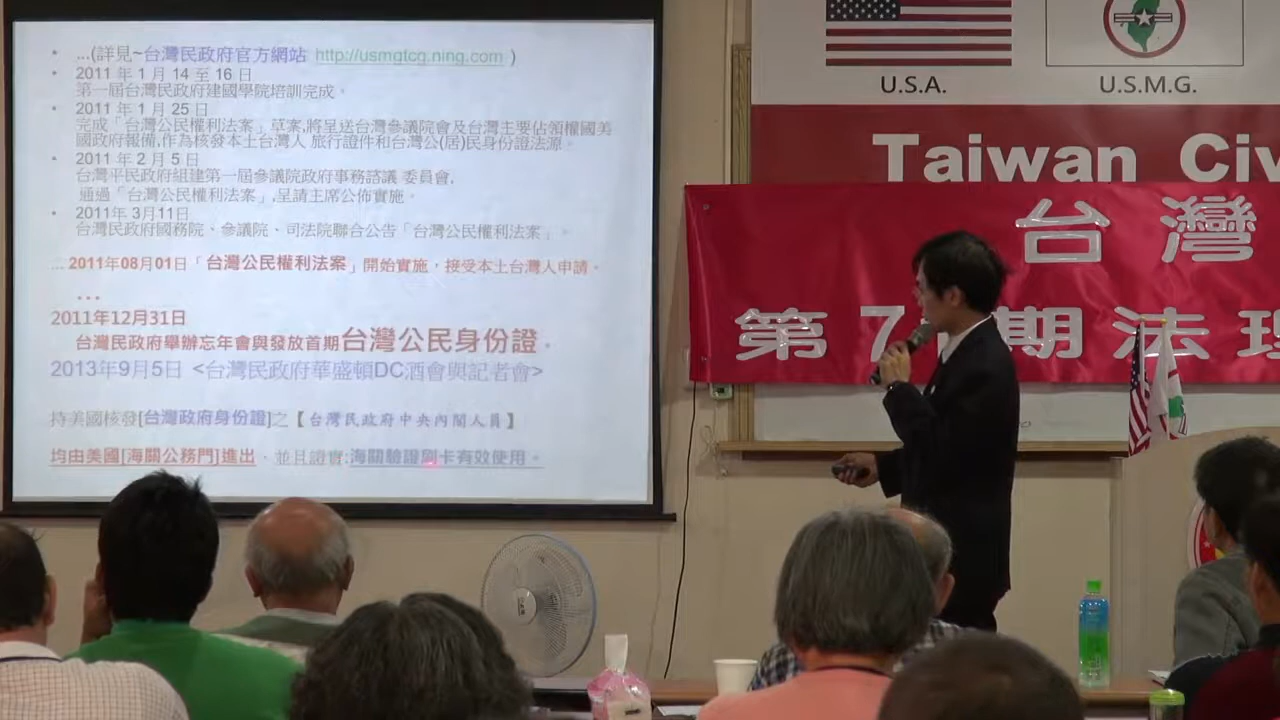 ...(詳見~台灣民政府官方網站 http://usmgtcg.ning.com )
2011 年 1 月 14 至 16 日
第一屆台灣民政府建國學院培訓完成。
2011 年 1 月 25 日
完成「台灣公民權利法案」草案,將呈送台灣參議院會及台灣主要佔領權國美
國政府報備,作為核發本土台灣人 旅行證件和台灣公(居)民身份證法源。
2011 年 2 月 5 日
台灣平民政府組建第一屆參議院政府事務諮議 委員會,
通過「台灣公民權利法案」,呈請主席公佈實施。
2011年 3月11日
台灣民政府國務院、參議院、司法院聯合公告「台灣公民權利法案」。
... 2011年08月01日「台灣公民權利法案」開始實施，接受本土台灣人申請。
...
2011年12月31日
台灣民政府舉辦忘年會與發放首期台灣公民身份證。
2013年9月5日 <台灣民政府華盛頓DC酒會與記者會>
持美國核發[台灣政府身份證]之【台灣民政府中央內閣人員】
均由美國[海關公務門]進出、並且證實:海關驗證刷卡有效使用。
U.S.A.
U.S.M.G.
Taiwan Civ
台灣
第7 期法理